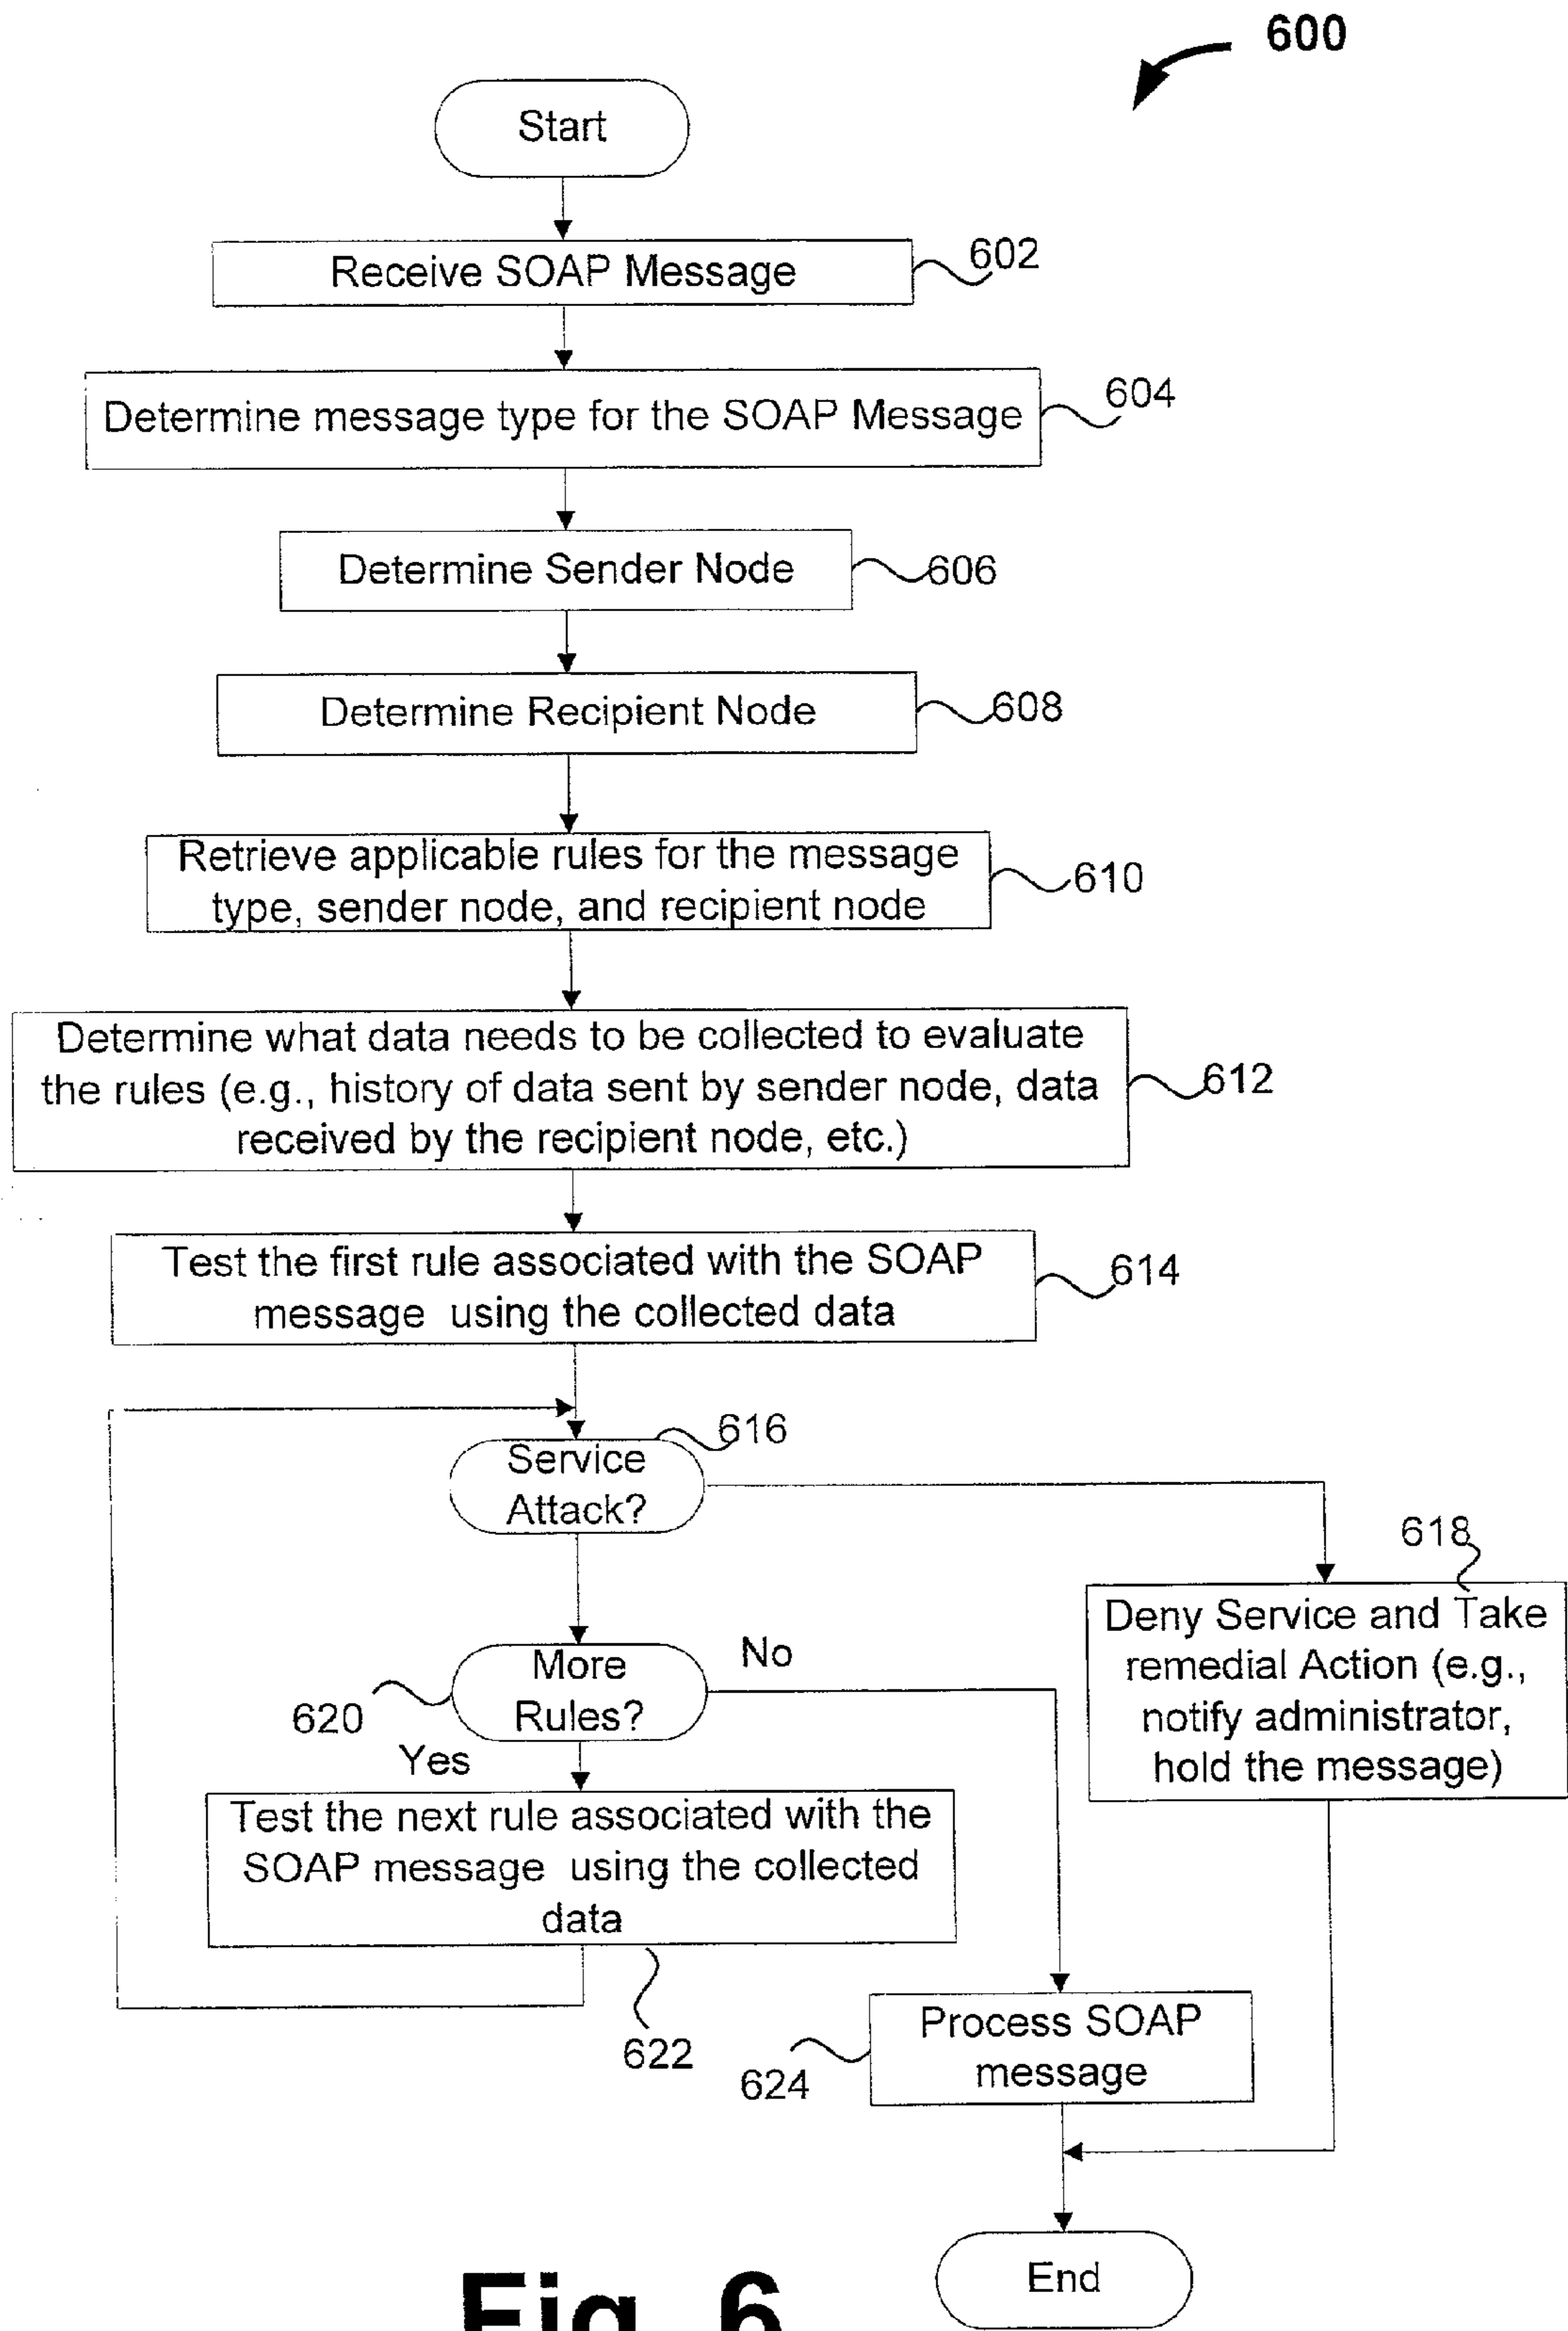 600
Start
Receive SOAP Message
602
Determine message type for the SOAP Message
604
Determine Sender Node
606
Determine Recipient Node
608
Retrieve applicable rules for the message
type, sender node, and recipient node
610
Determine what data needs to be collected to evaluate
the rules (e.g., history of data sent by sender node, data
received by the recipient node, etc.)
612
Test the first rule associated with the SOAP
message using the collected data
614
Service
Attack?
616
618
Deny Service and Take
remedial Action (e.g.,
notify administrator,
hold the message)
More
Rules?
No
620
Yes
Test the next rule associated with the
SOAP message using the collected
data
622
Process SOAP
message
624
End
Fig. 6